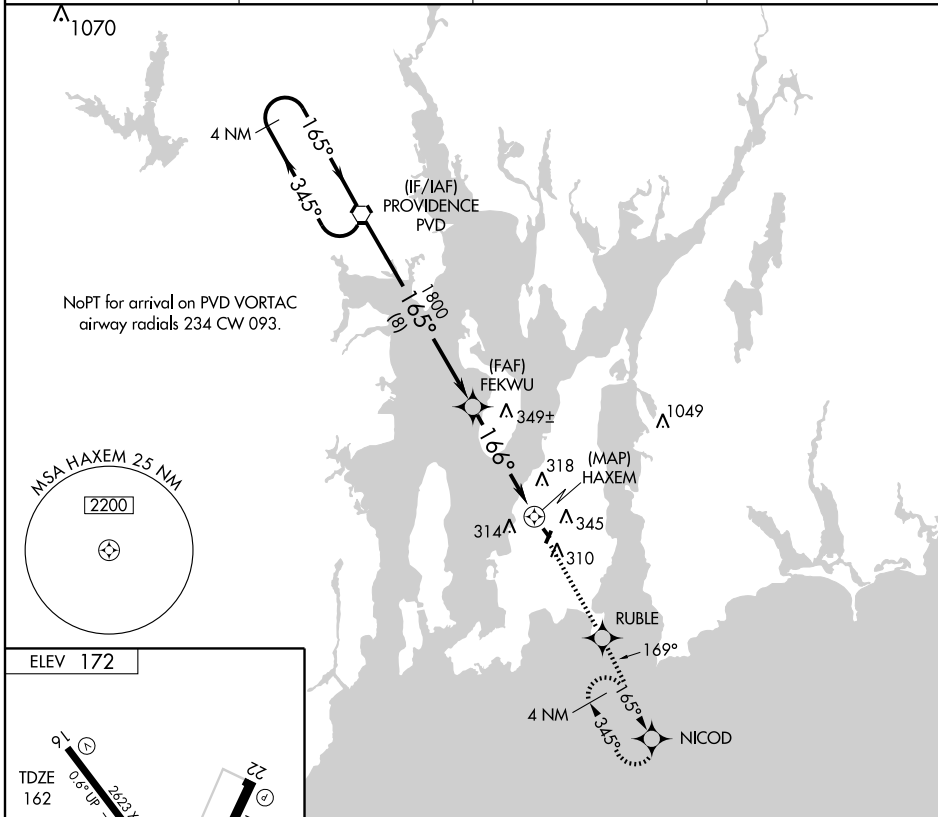 1070
4 NM
165°
345°
(IF/IAF)
PROVIDENCE
PVD
NoPT for arrival on PVD VORTAC
airway radials 234 CW 093.
1800
165°
(8)
(FAF)
FEKWU
349±
1049
166°
318
(MAP)
HAXEM
314
345
310
MSA HAXEM 25 NM
2200
RUBLE
169°
165°
4 NM
345°
NICOD
ELEV 172
16
V
TDZE
162
0.6° UP
2623 X
22
P